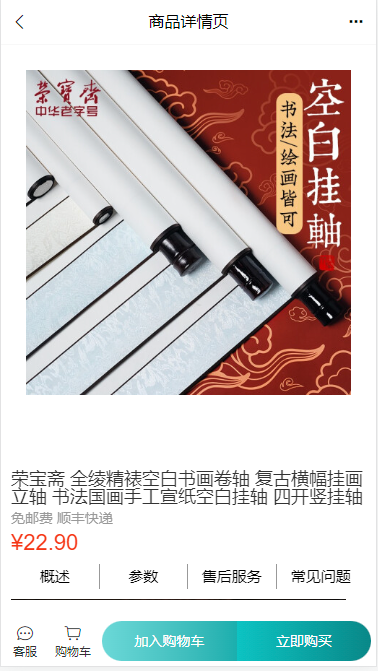 商品详情页
荣寶齋
中华老字号
空白挂軸
书法/绘画皆可
荣宝斋 全绫精裱空白书画卷轴 复古横幅挂画
立轴 书法国画手工宣纸空白挂轴 四开竖挂轴
免邮费 顺丰快递
¥22.90
概述
参数
售后服务
常见问题
客服
购物车
加入购物车
立即购买